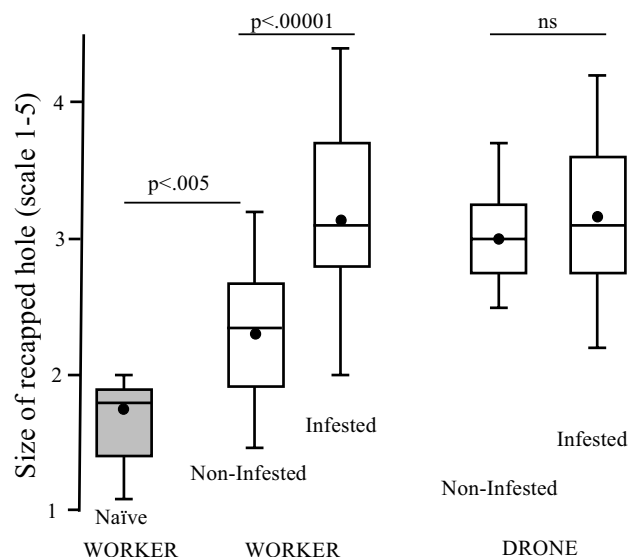 p<.00001
ns
4
p<.005
3
Size of recapped hole (scale 1-5)
2
Infested
Infested
Non-Infested
Non-Infested
1
Naïve
WORKER
WORKER
DRONE